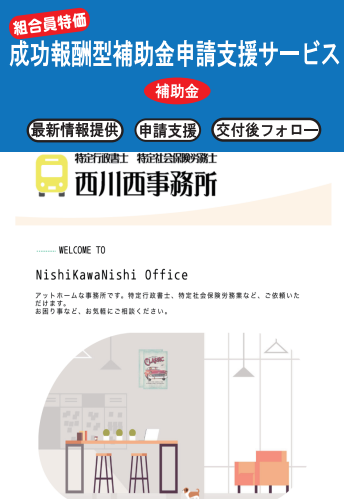 組合員特価
成功報酬型補助金申請支援サービス
補助金
最新情報提供 申請支援 交付後フォロー
特定行政書士 特定社会保険労務士
西川西事務所
WELCOME TO
NishiKawaNishi Office
アットホームな事務所です。特定行政書士、特定社会保険労務業など、ご依頼いた
だけます。
お困り事など、お気軽にご相談ください。